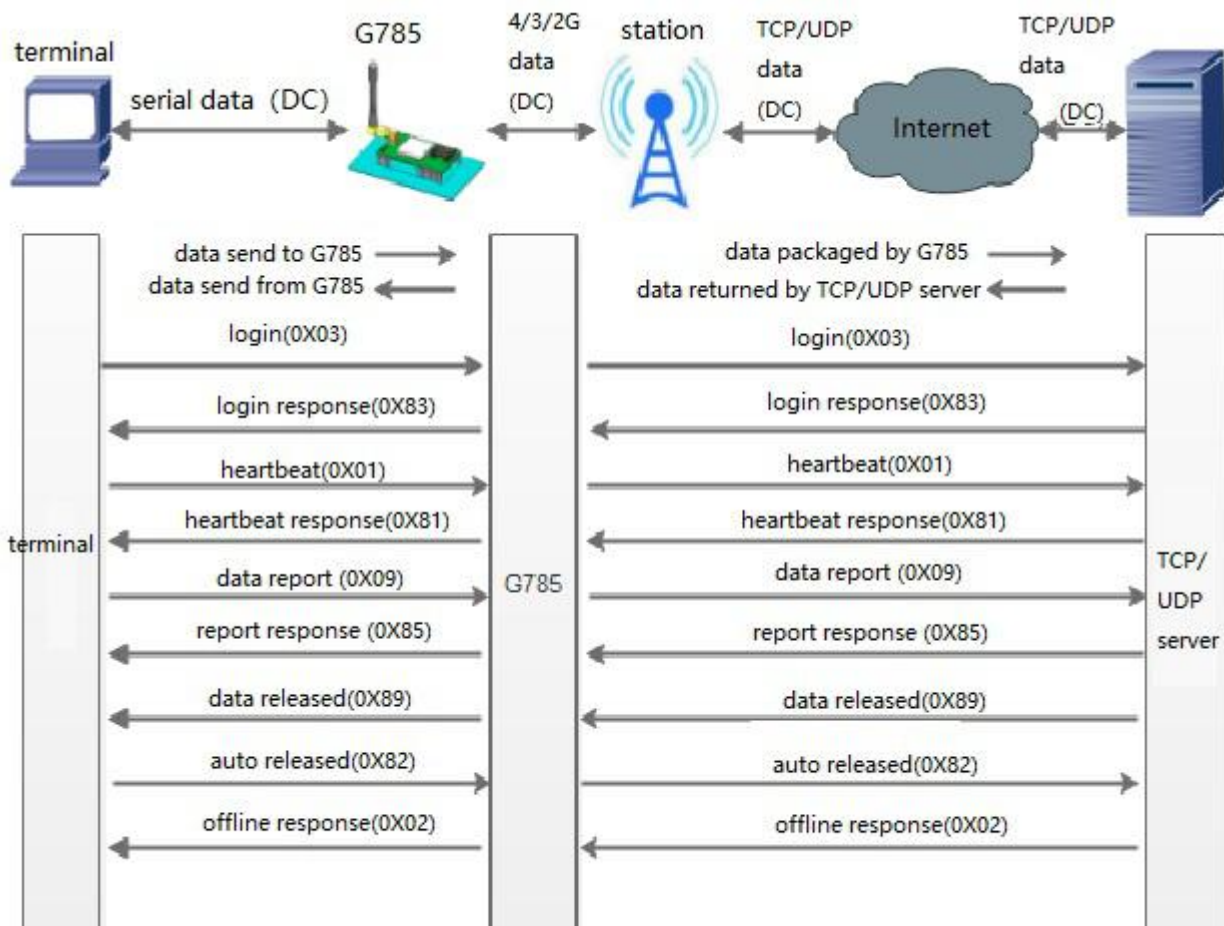 terminal
serial data (DC)
G785
4/3/2G
data
(DC)
station
TCP/UDP
data
(DC)
Internet
TCP/UDP
data
(DC)
data send to G785
data packaged by G785
data send from G785
data returned by TCP/UDP server
login(0X03)
login(0X03)
login response(0X83)
login response(0X83)
heartbeat(0X01)
heartbeat(0X01)
heartbeat response(0X81)
heartbeat response(0X81)
terminal
data report (0X09)
G785
data report (0X09)
TCP/
UDP
server
report response (0X85)
report response (0X85)
data released(0X89)
data released(0X89)
auto released(0X82)
auto released(0X82)
offline response(0X02)
offline response(0X02)